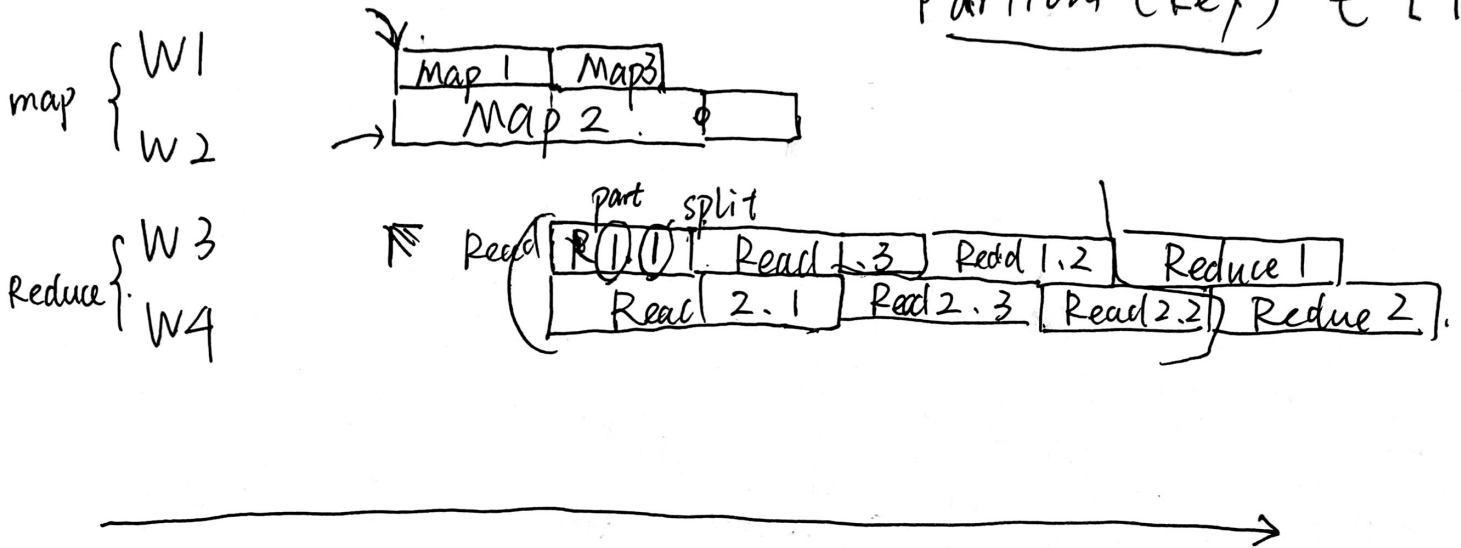 Partition (key) E [1
map { W1
W2
Map 1 Map3
Map 2
part split
Reduce { W3
W4
Read R 1.1 Read 1.3 Read 1.2 Reduce 1
Read 2.1 Read 2.3 Read 2.2 Redue 2